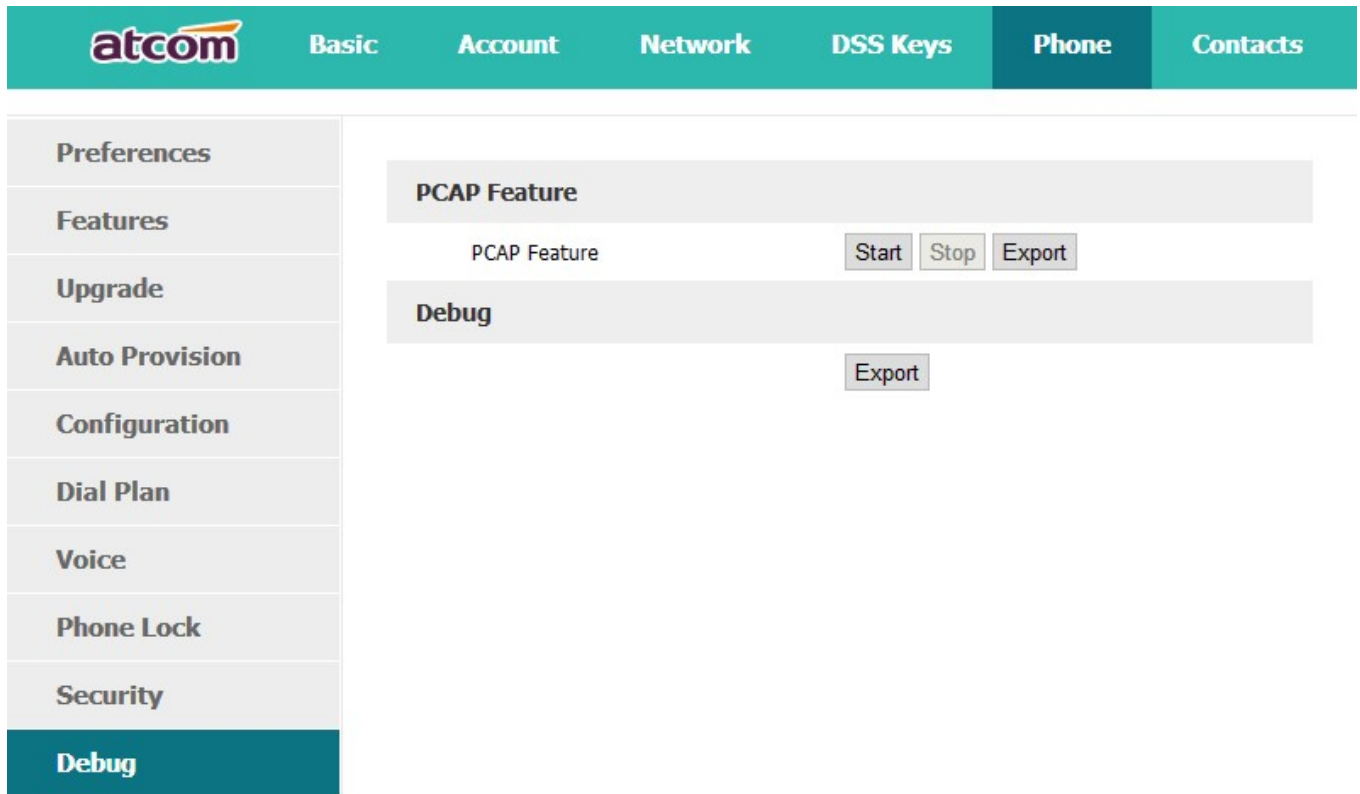 atcom Basic Account Network DSS Keys Phone Contacts
Preferences
Features
Upgrade
Auto Provision
Configuration
Dial Plan
Voice
Phone Lock
Security
Debug
PCAP Feature
PCAP Feature Start Stop Export
Debug
Export